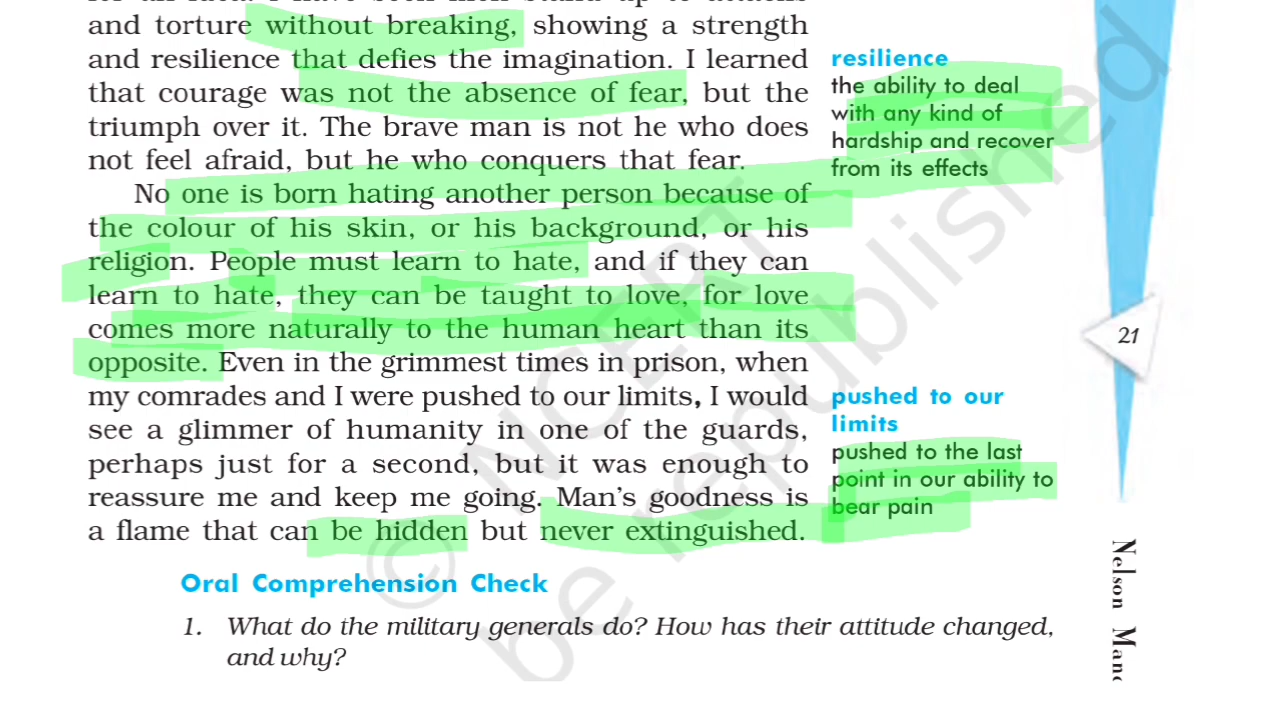 and torture without breaking, showing a strength
and resilience that defies the imagination. I learned
that courage was not the absence of fear, but the
triumph over it. The brave man is not he who does
not feel afraid, but he who conquers that fear.
No one is born hating another person because of
the colour of his skin, or his background, or his
religion. People must learn to hate, and if they can
learn to hate, they can be taught to love, for love
comes more naturally to the human heart than its
opposite. Even in the grimmest times in prison, when
my comrades and I were pushed to our limits, I would
see a glimmer of humanity in one of the guards,
perhaps just for a second, but it was enough to
reassure me and keep me going. Man’s goodness is
a flame that can be hidden but never extinguished.
resilience
the ability to deal
with any kind of
hardship and recover
from its effects
pushed to our
limits
pushed to the last
point in our ability to
bear pain
21
Nelson
Oral Comprehension Check
1. What do the military generals do? How has their attitude changed,
and why?
© NCERT
be republished